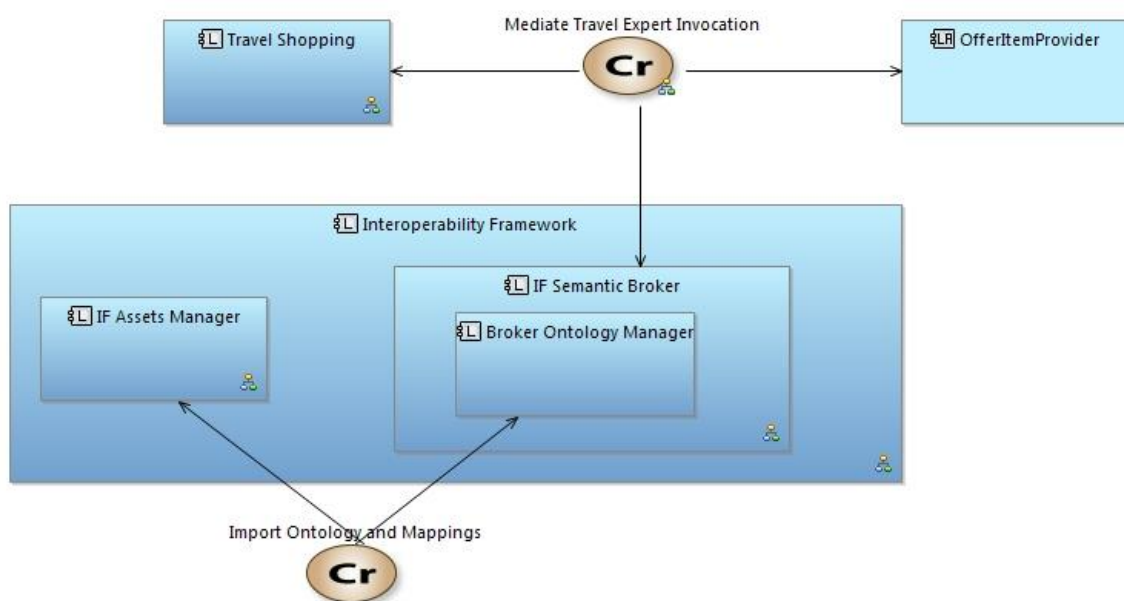 Mediate Travel Expert Invocation
L Travel Shopping
Cr
LR OfferItemProvider
L Interoperability Framework
L IF Semantic Broker
L IF Assets Manager
L Broker Ontology Manager
Import Ontology and Mappings
Cr